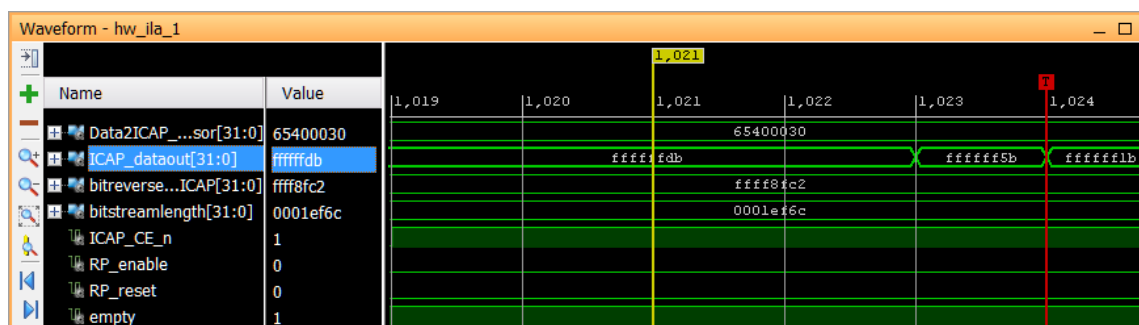 Waveform - hw_ila_1
1,021
T
Name Value 1,019 1,020 1,021 1,022 1,023 1,024
Data2ICAP_...sor[31:0] 65400030 65400030
ICAP_dataout[31:0] ffffffdb ffffffdb ffffff5b ffffff1b
bitreverse...ICAP[31:0] ffff8fc2 ffff8fc2
bitstreamlength[31:0] 0001ef6c 0001ef6c
ICAP_CE_n 1
RP_enable 0
RP_reset 0
empty 1